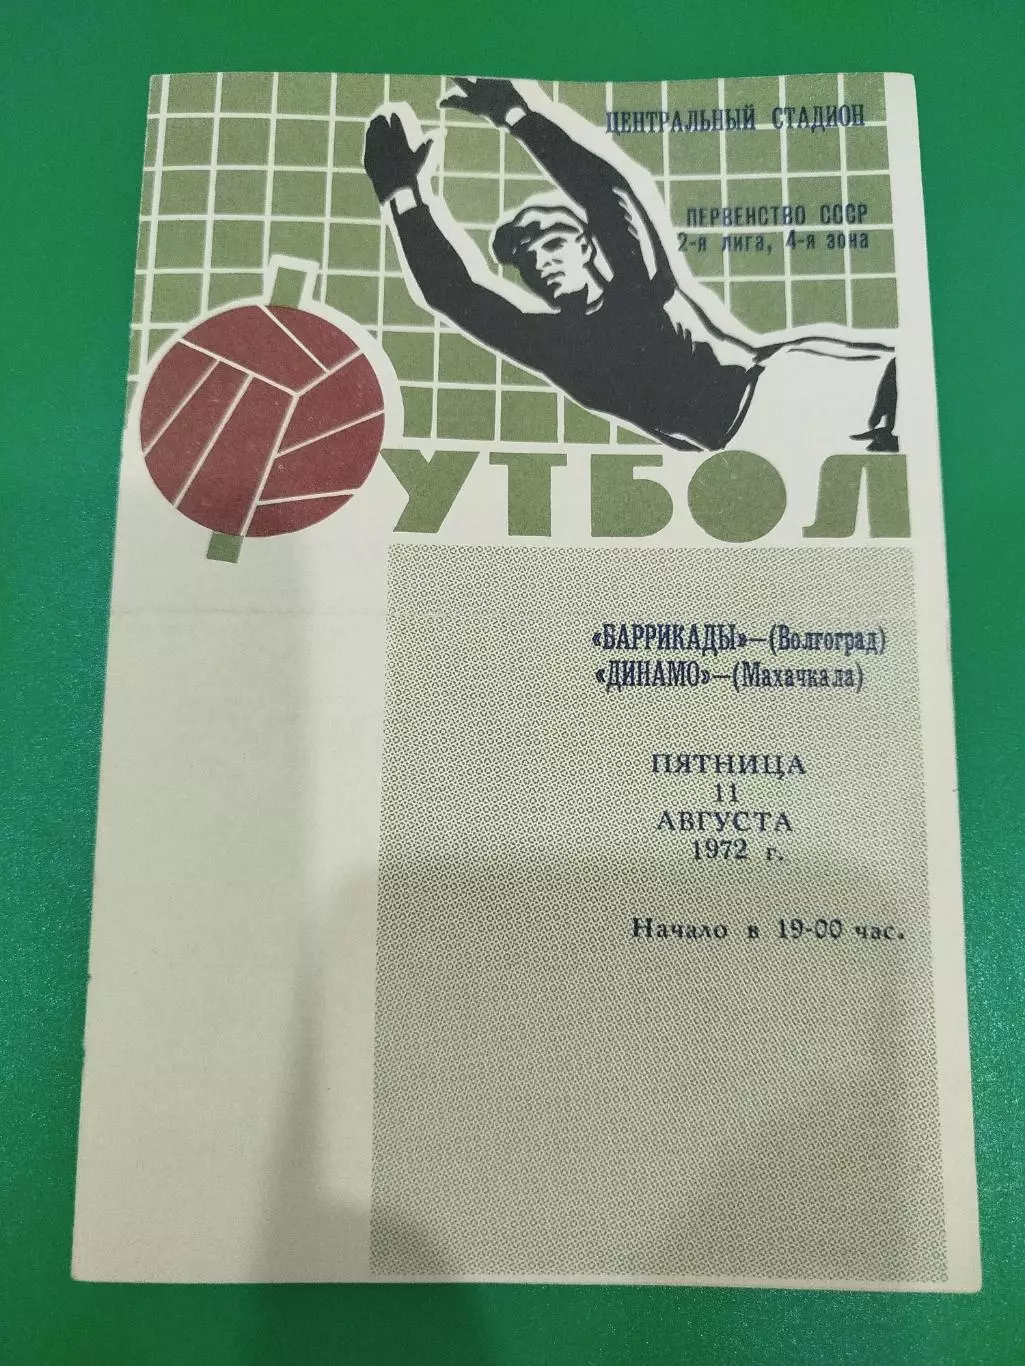 ЦЕНТРАЛЬНЫЙ СТАДИОН
ПЕРВЕНСТВО СССР
2-я лига, 4-я зона
ФУТБОЛ
«БАРРИКАДЫ»—(Волгоград)
«ДИНАМО»—(Махачкала)
ПЯТНИЦА
11
АВГУСТА
1972 г.
Начало в 19-00 час.